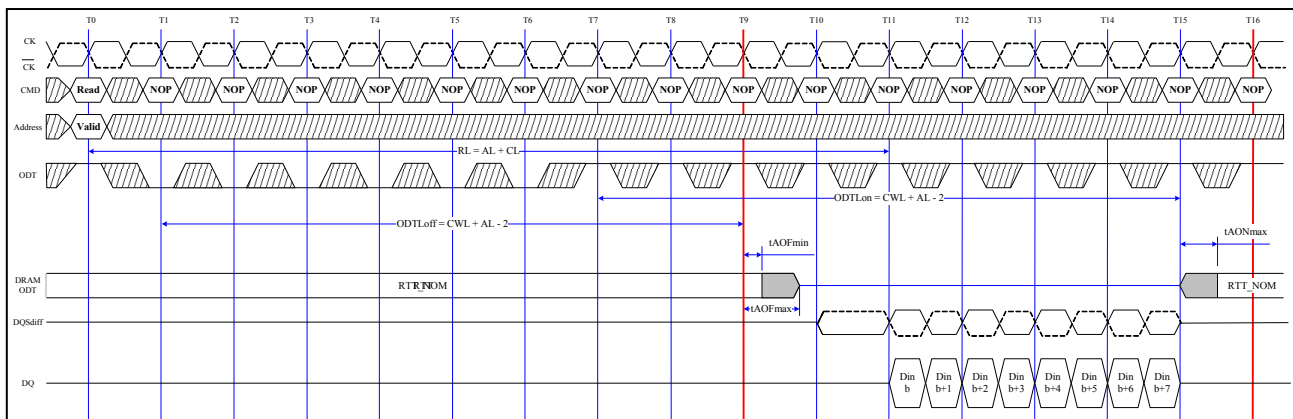 T0 T1 T2 T3 T4 T5 T6 T7 T8 T9 T10 T11 T12 T13 T14 T15 T16
CK
CK
CMD Read NOP NOP NOP NOP NOP NOP NOP NOP NOP NOP NOP NOP NOP NOP NOP NOP
Address Valid
RL = AL + CL
ODT
ODTLon = CWL + AL - 2
ODTLoff = CWL + AL - 2
tAOFmin tAONmax
DRAM
ODT
RTT_NOM RTT_NOM
tAOFmax
DQSdiff
DQ
Din b Din b+1 Din b+2 Din b+3 Din b+4 Din b+5 Din b+6 Din b+7